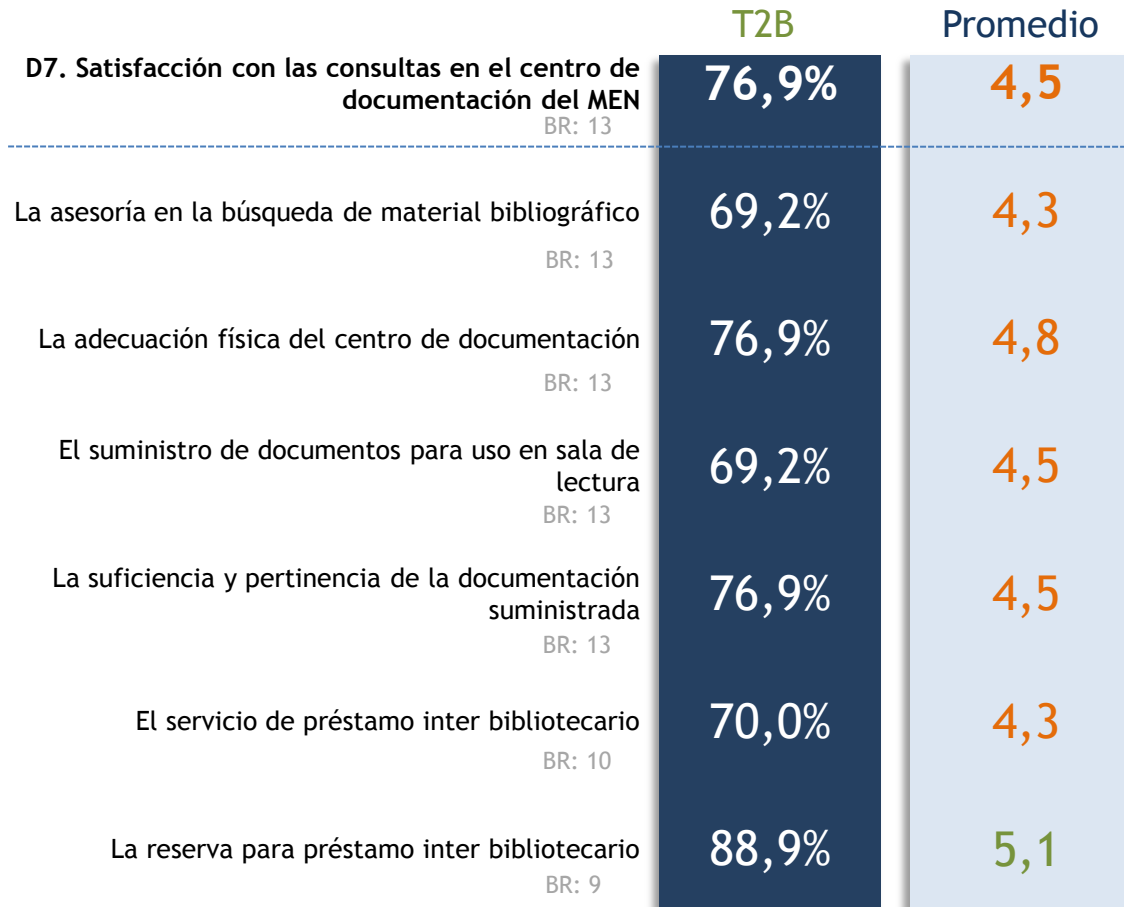 T2B Promedio
D7. Satisfacción con las consultas en el centro de
documentación del MEN
BR: 13
76,9% 4,5
La asesoría en la búsqueda de material bibliográfico
BR: 13
69,2% 4,3
La adecuación física del centro de documentación
BR: 13
76,9% 4,8
El suministro de documentos para uso en sala de
lectura
BR: 13
69,2% 4,5
La suficiencia y pertinencia de la documentación
suministrada
BR: 13
76,9% 4,5
El servicio de préstamo inter bibliotecario
BR: 10
70,0% 4,3
La reserva para préstamo inter bibliotecario
BR: 9
88,9% 5,1